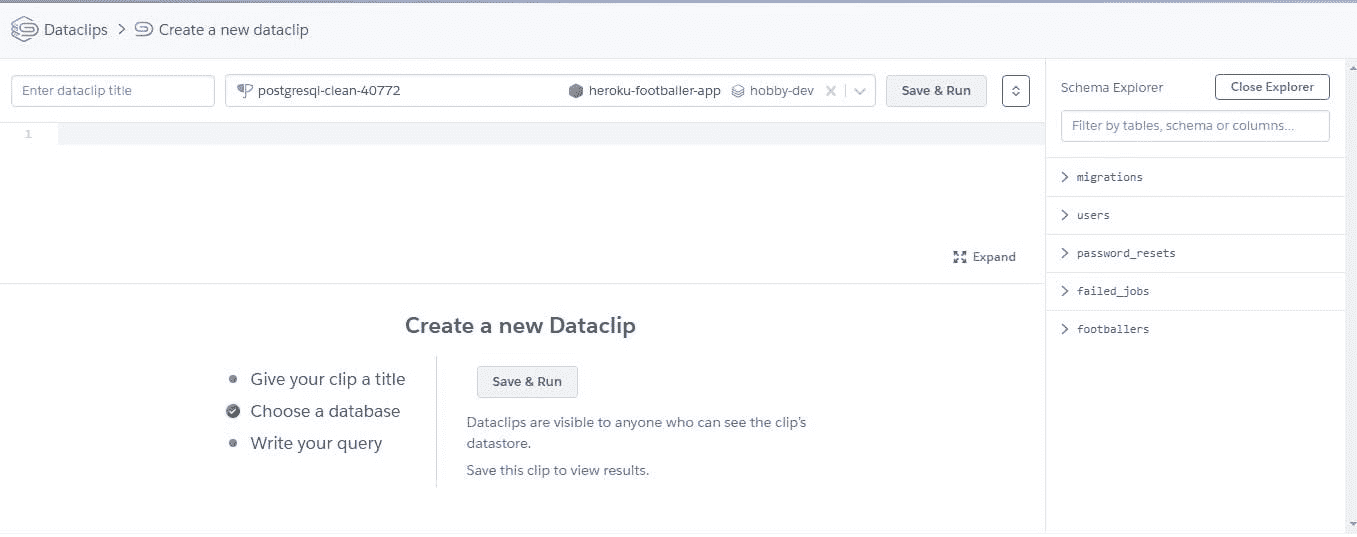 Dataclips > Create a new dataclip
Enter dataclip title
postgresql-clean-40772 heroku-footballer-app hobby-dev
Save & Run
Schema Explorer
Close Explorer
Filter by tables, schema or columns...
1
migrations
users
password_resets
failed_jobs
footballers
Expand
Create a new Dataclip
Give your clip a title
Choose a database
Write your query
Save & Run
Dataclips are visible to anyone who can see the clip's
datastore.
Save this clip to view results.